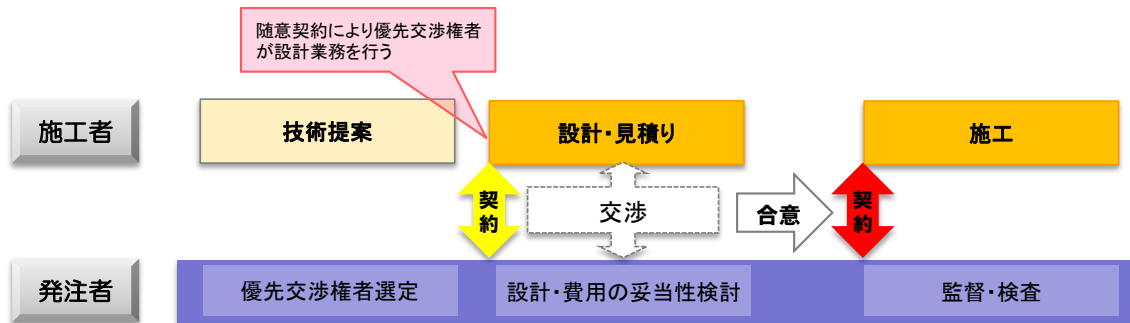 随意契約により優先交渉権者
が設計業務を行う
施工者
技術提案
設計・見積り
施工
契約
交渉
合意
契約
発注者
優先交渉権者選定
設計・費用の妥当性検討
監督・検査